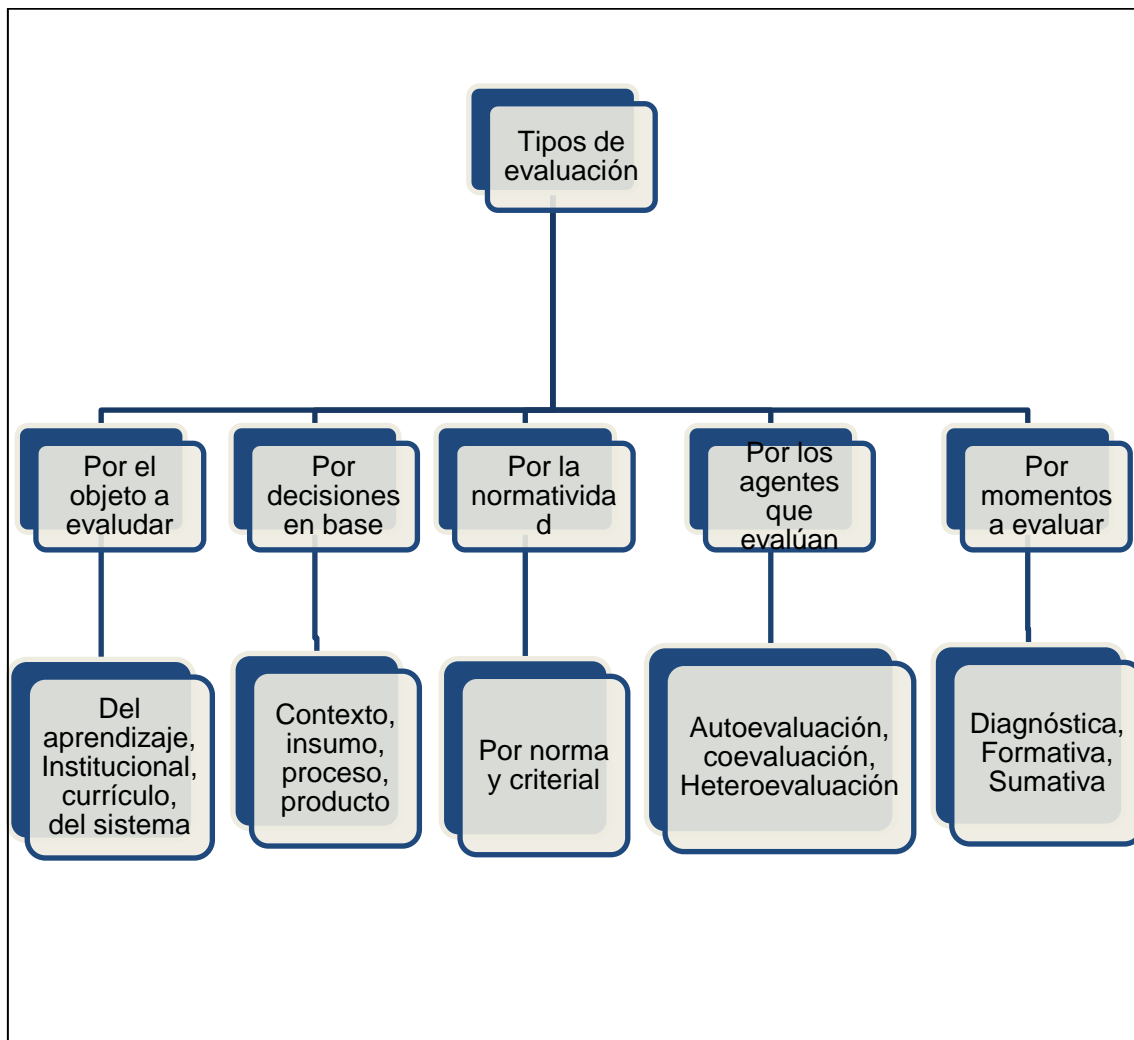 Tipos de
evaluación
Por el
objeto a
evaludar
Por
decisiones
en base
Por la
normativida
d
Por los
agentes
que
evalúan
Por
momentos
a evaluar
Del
aprendizaje,
Institucional,
currículo,
del sistema
Contexto,
insumo,
proceso,
producto
Por norma
y criterial
Autoevaluación,
coevaluación,
Heteroevaluación
Diagnóstica,
Formativa,
Sumativa